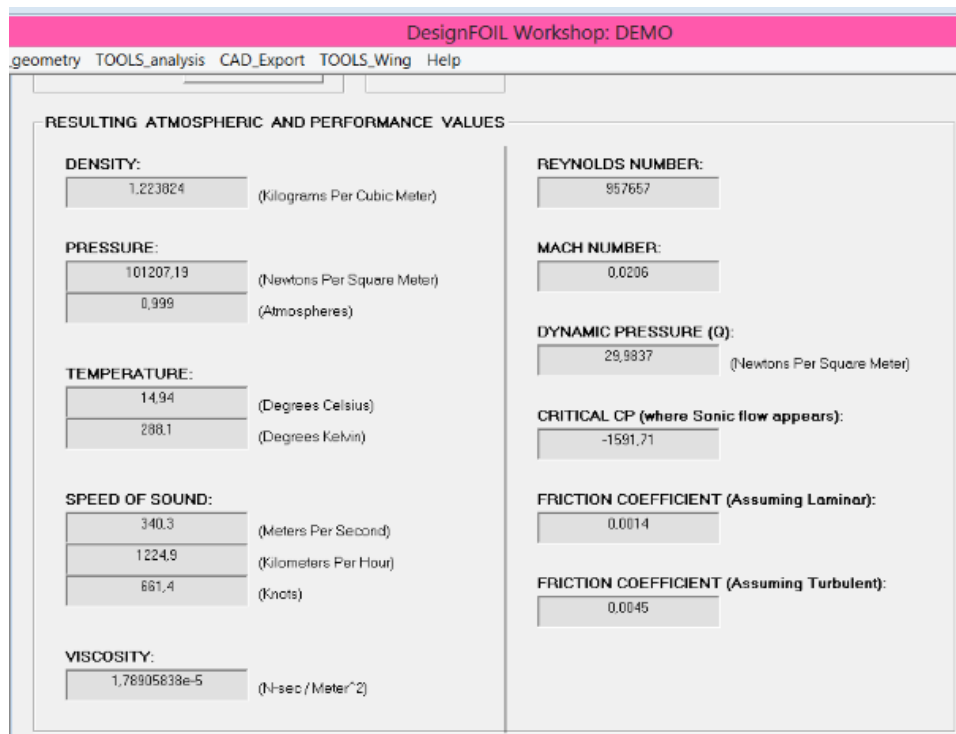 DesignFOIL Workshop: DEMO
_geometry TOOLS_analysis CAD_Export TOOLS_Wing Help
RESULTING ATMOSPHERIC AND PERFORMANCE VALUES
DENSITY:
1,223824 (Kilograms Per Cubic Meter)
PRESSURE:
101207,19 (Newtons Per Square Meter)
0,999 (Atmospheres)
TEMPERATURE:
14,94 (Degrees Celsius)
288,1 (Degrees Kelvin)
SPEED OF SOUND:
340,3 (Meters Per Second)
1224,9 (Kilometers Per Hour)
661,4 (Knots)
VISCOSITY:
1,78905838e-5 (N-sec / Meter^2)
REYNOLDS NUMBER:
957657
MACH NUMBER:
0,0206
DYNAMIC PRESSURE (Q):
29,9837 (Newtons Per Square Meter)
CRITICAL CP (where Sonic flow appears):
-1591,71
FRICTION COEFFICIENT (Assuming Laminar):
0,0014
FRICTION COEFFICIENT (Assuming Turbulent):
0,0045